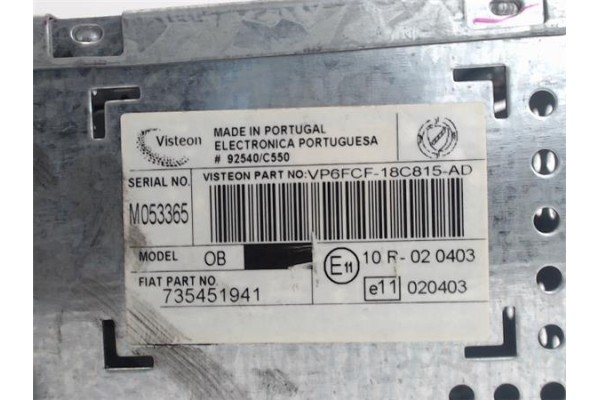 Visteon
MADE IN PORTUGAL
ELECTRONICA PORTUGUESA
# 92540/C550
SERIAL NO.
VISTEON PART NO: VP6FCF-18C815-AD
M053365
MODEL OB
E11 10 R- 02 0403
FIAT PART NO.
735451941
e11 020403